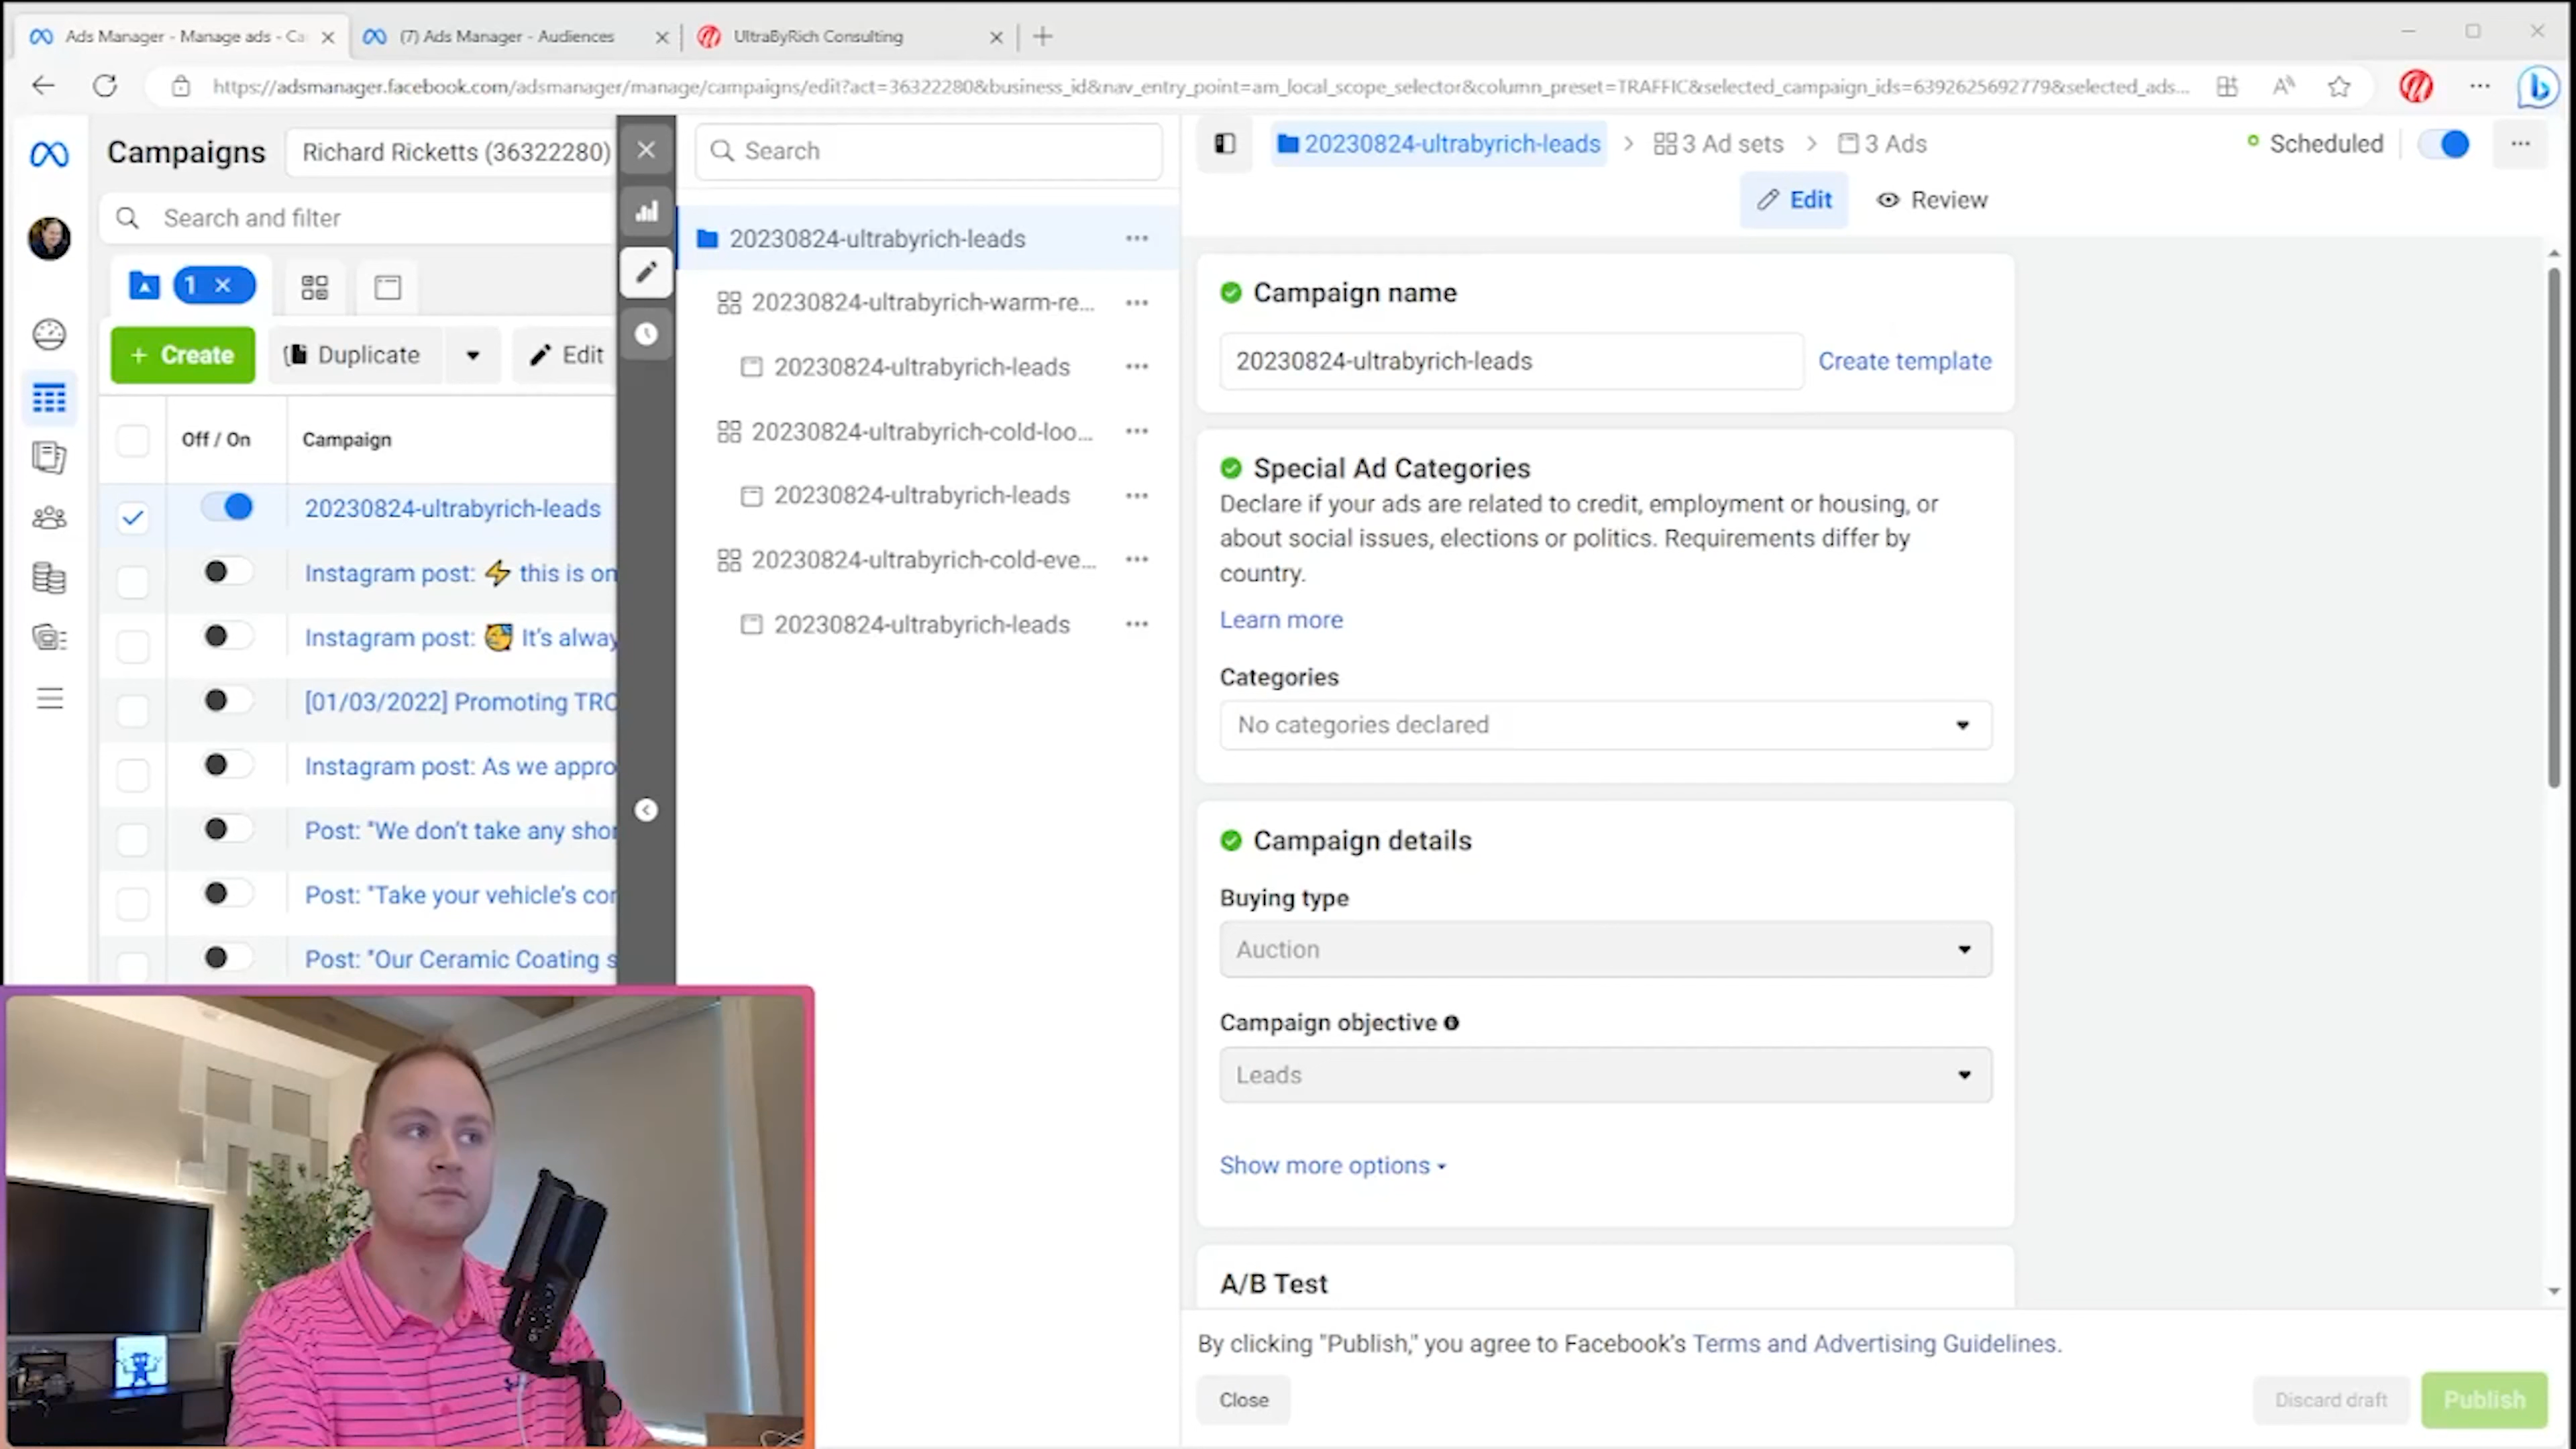 Ads Manager - Manage ads - Ca
(7) Ads Manager - Audiences
UltraByRich Consulting
https://adsmanager.facebook.com/adsmanager/manage/campaigns/edit?act=36322280&business_id&nav_entry_point=am_local_scope_selector&column_preset=TRAFFIC&selected_campaign_ids=6392625692779&selected_ads...
Campaigns
Richard Ricketts (36322280)
Search and filter
1
+ Create
Duplicate
Edit
Off / On
Campaign
20230824-ultrabyrich-leads
Instagram post: ⚡ this is on
Instagram post: 🥳 It's alway
[01/03/2022] Promoting TRO
Instagram post: As we appro
Post: "We don't take any shor
Post: "Take your vehicle's cor
Post: "Our Ceramic Coating s
Search
20230824-ultrabyrich-leads
20230824-ultrabyrich-warm-re...
20230824-ultrabyrich-leads
20230824-ultrabyrich-cold-loo...
20230824-ultrabyrich-leads
20230824-ultrabyrich-cold-eve...
20230824-ultrabyrich-leads
20230824-ultrabyrich-leads > 3 Ad sets > 3 Ads
Scheduled
Edit
Review
Campaign name
20230824-ultrabyrich-leads
Create template
Special Ad Categories
Declare if your ads are related to credit, employment or housing, or
about social issues, elections or politics. Requirements differ by
country.
Learn more
Categories
No categories declared
Campaign details
Buying type
Auction
Campaign objective
Leads
Show more options
A/B Test
By clicking "Publish," you agree to Facebook's Terms and Advertising Guidelines.
Close
Discard draft
Publish